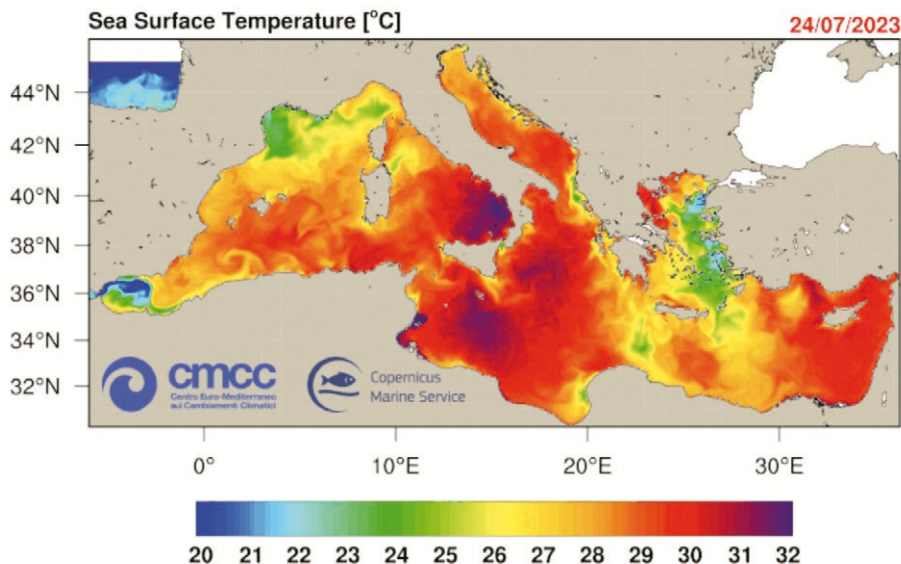 Sea Surface Temperature [°C]
24/07/2023
44°N
42°N
40°N
38°N
36°N
34°N
32°N
cmcc
Centro Euro-Mediterraneo
sui Cambiamenti Climatici
Copernicus
Marine Service
0°
10°E
20°E
30°E
20 21 22 23 24 25 26 27 28 29 30 31 32